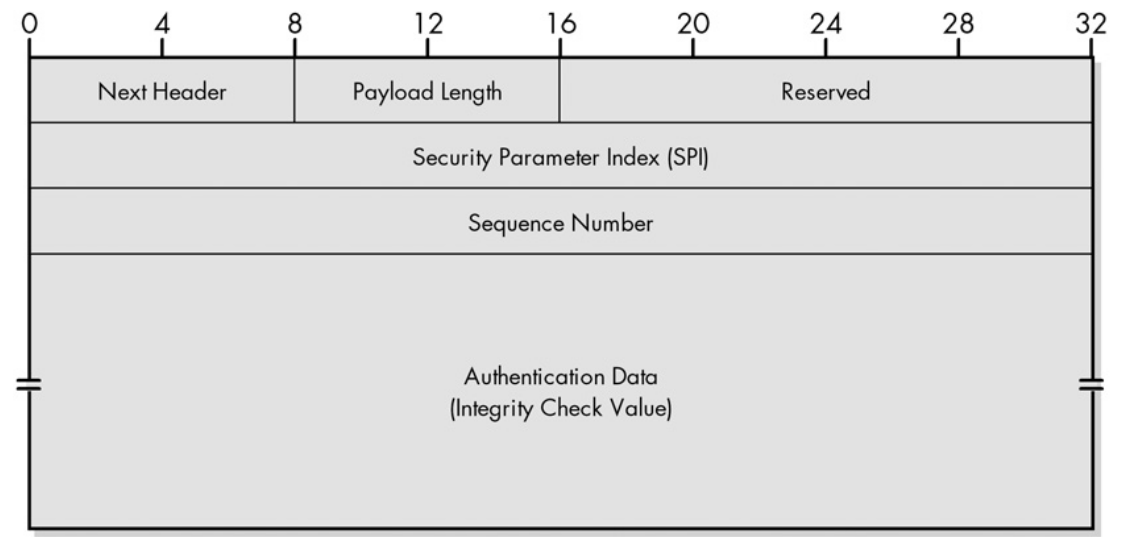 0 4 8 12 16 20 24 28 32
Next Header Payload Length Reserved
Security Parameter Index (SPI)
Sequence Number
Authentication Data
(Integrity Check Value)